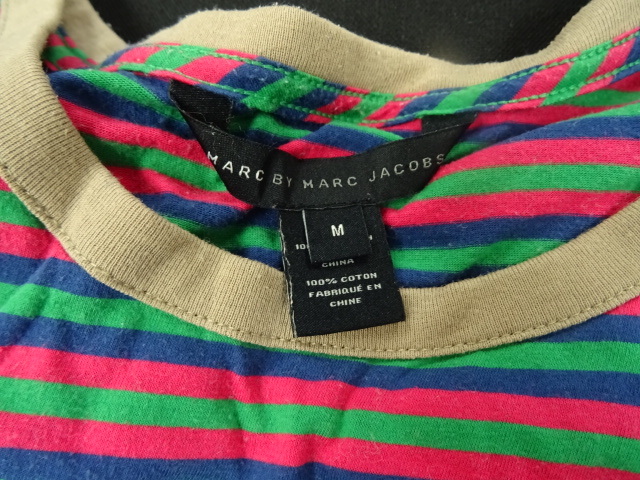 MARC BY MARC JACOBS
M
CHINA
100% COTON
FABRIQUÉ EN
CHINE